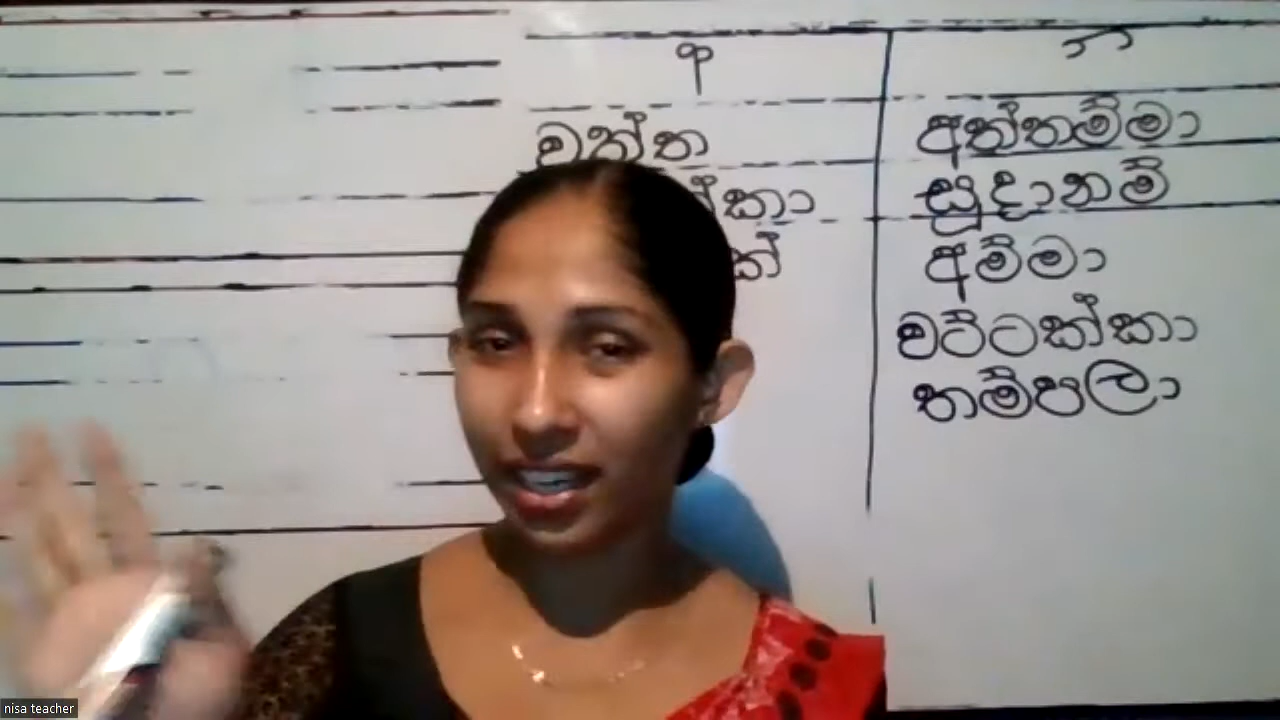 අ
වත්ත
අත්තම්මා
සූදානම්
අම්මා
වට්ටක්කා
තම්පලා
nisa teacher